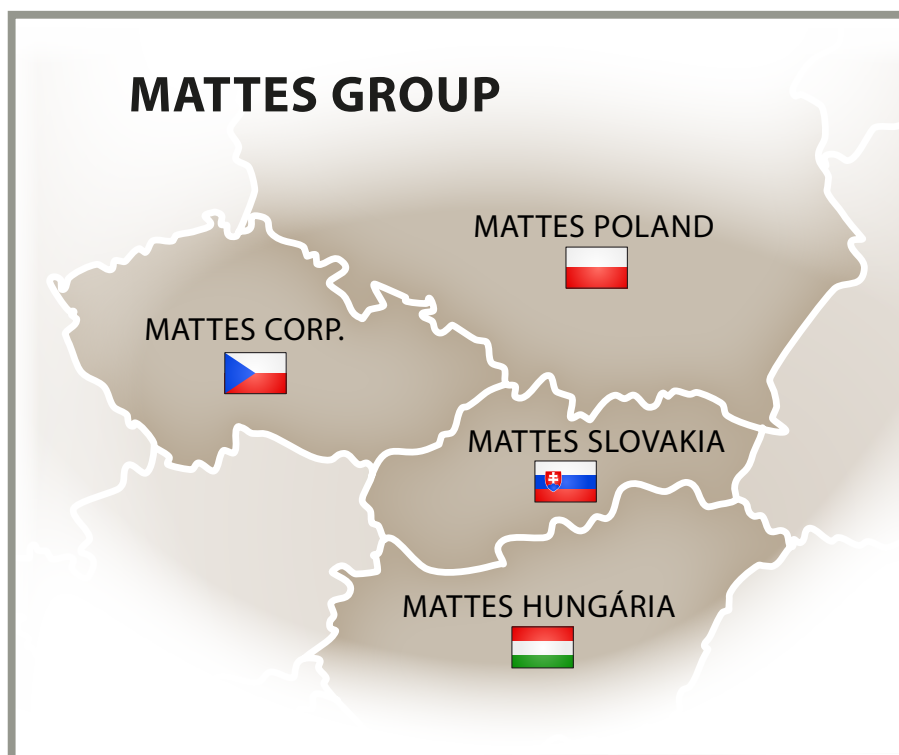 MATTES GROUP
MATTES POLAND
MATTES CORP.
MATTES SLOVAKIA
MATTES HUNGÁRIA